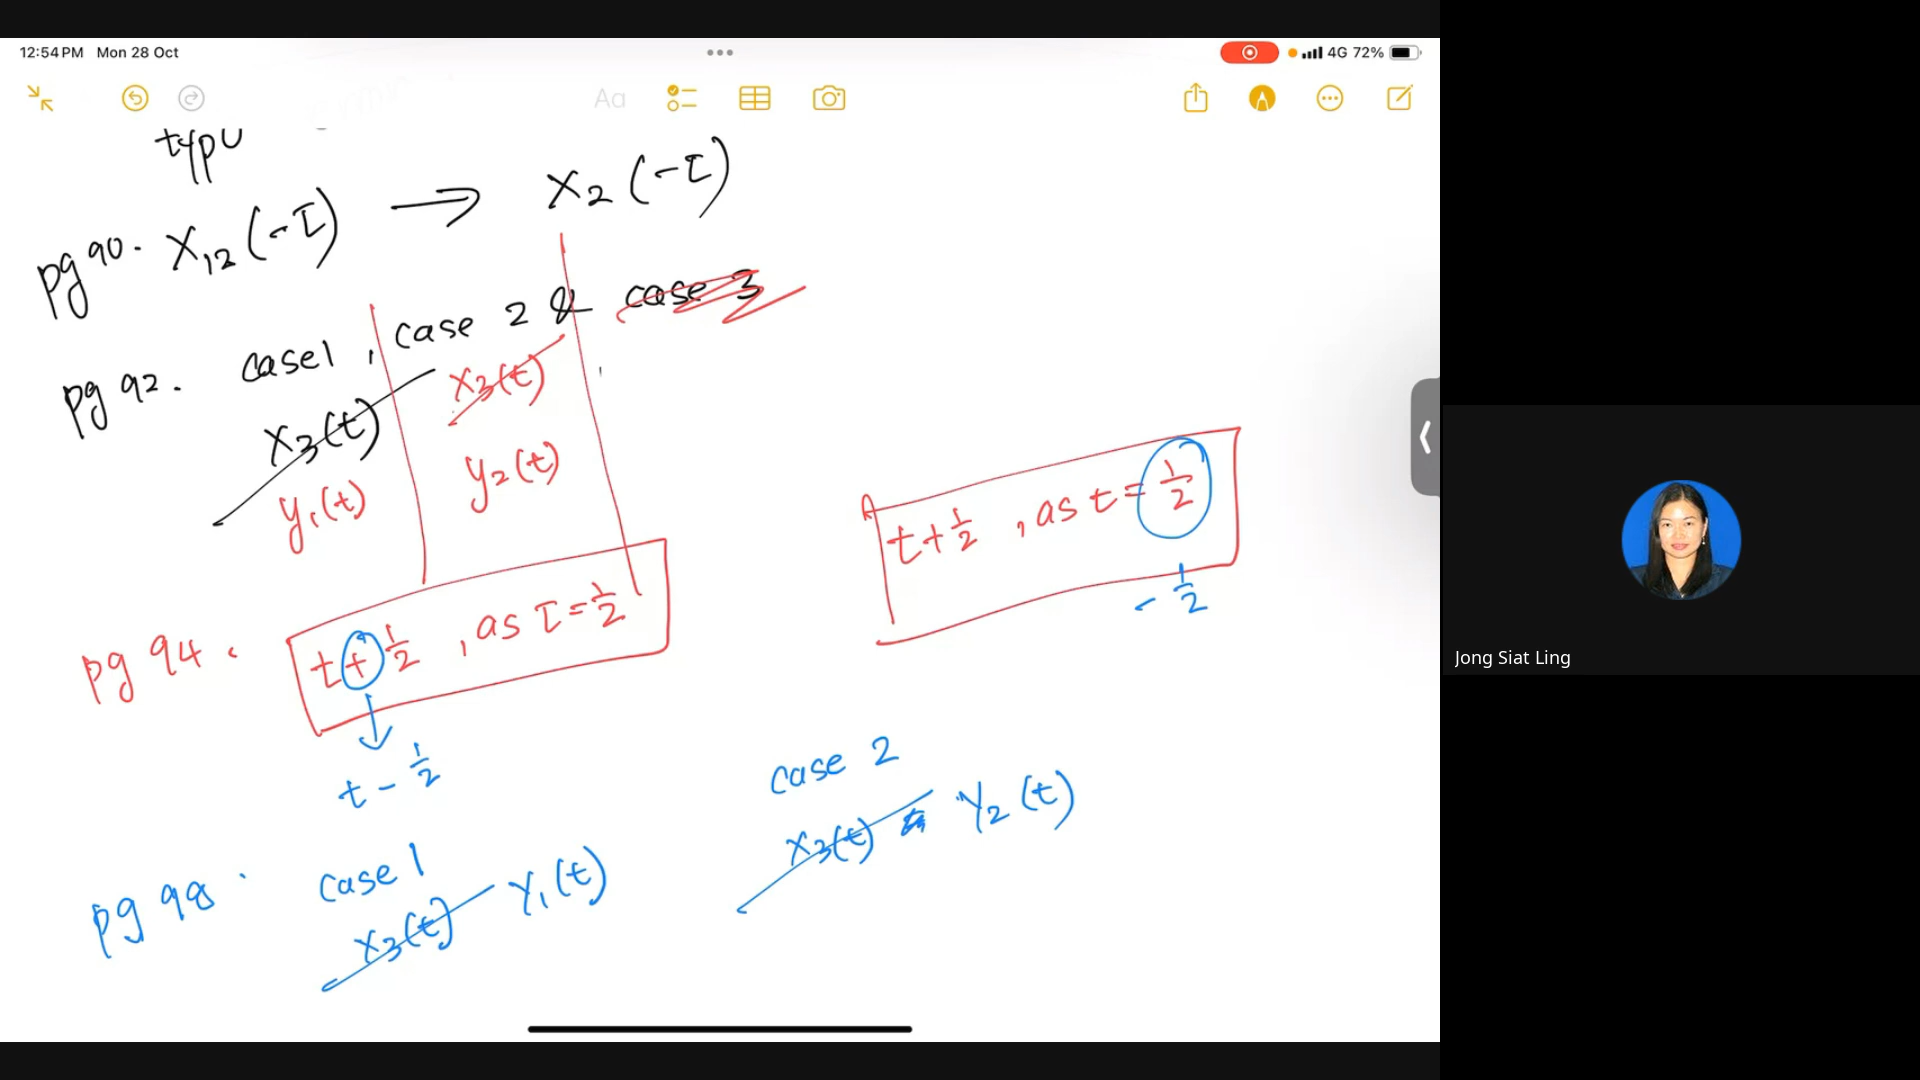 12:54 PM Mon 28 Oct
4G 72%
Aa
typo
pg 90. X₁₂(-τ) → X₂(-τ)
pg 92. case 1, case 2 & case 3
X₃(t) X₃(t)
y₁(t) y₂(t)
t+½, as t=½
-½
pg 94. t+½, as τ=½
t-½
pg 98. case 1 case 2
X₃(t) Y₁(t) X₃(t) Y₂(t)
Jong Siat Ling